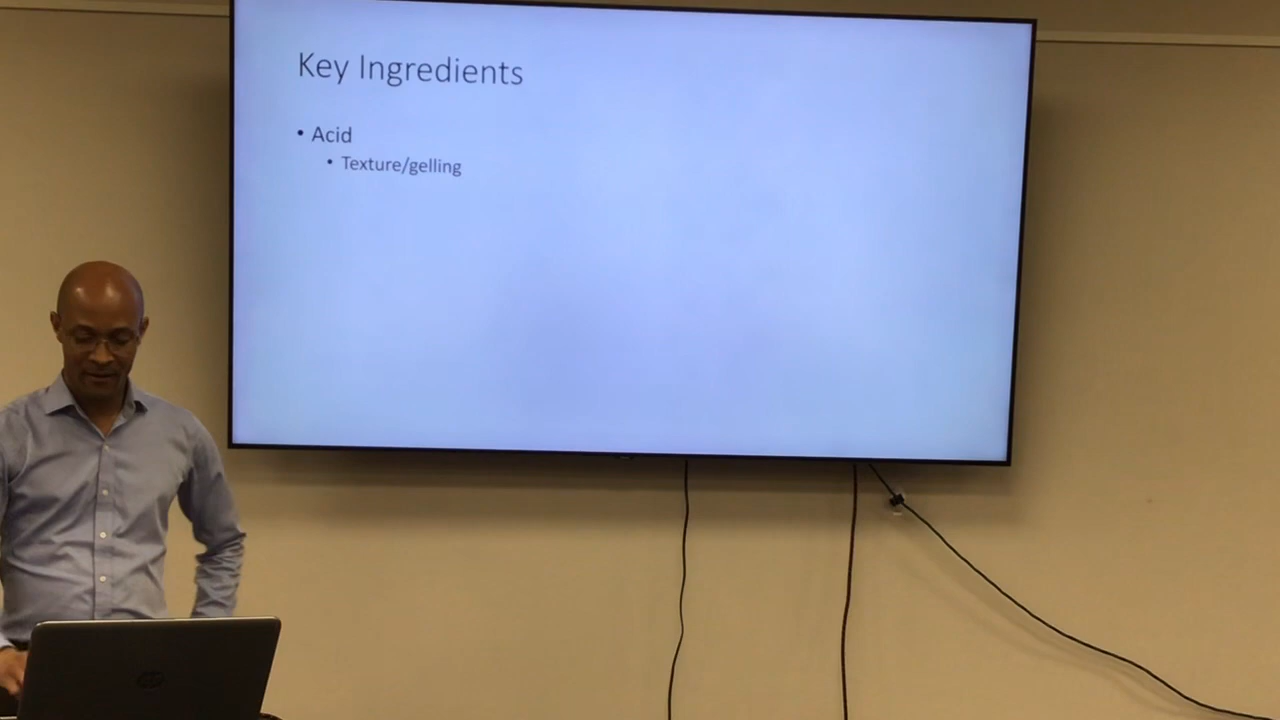 Key Ingredients
• Acid
• Texture/gelling